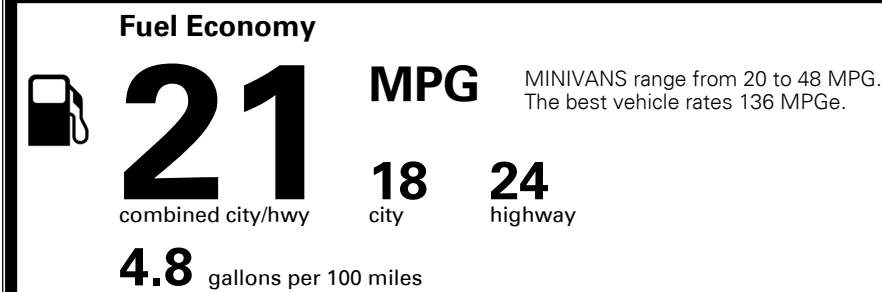 Fuel Economy
21 MPG
MINIVANS range from 20 to 48 MPG.
The best vehicle rates 136 MPGe.
18 24
combined city/hwy city highway
4.8 gallons per 100 miles